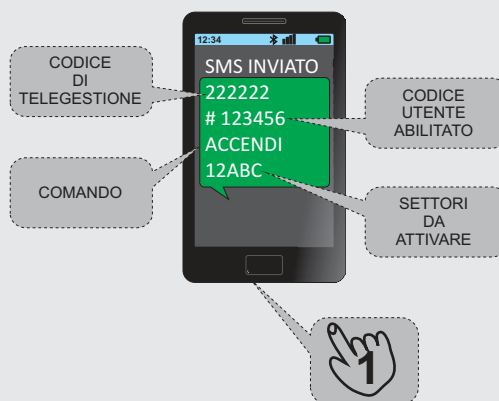 12:34
SMS INVIATO
222222
# 123456
ACCENDI
12ABC
CODICE
DI
TELEGESTIONE
COMANDO
CODICE
UTENTE
ABILITATO
SETTORI
DA
ATTIVARE
1